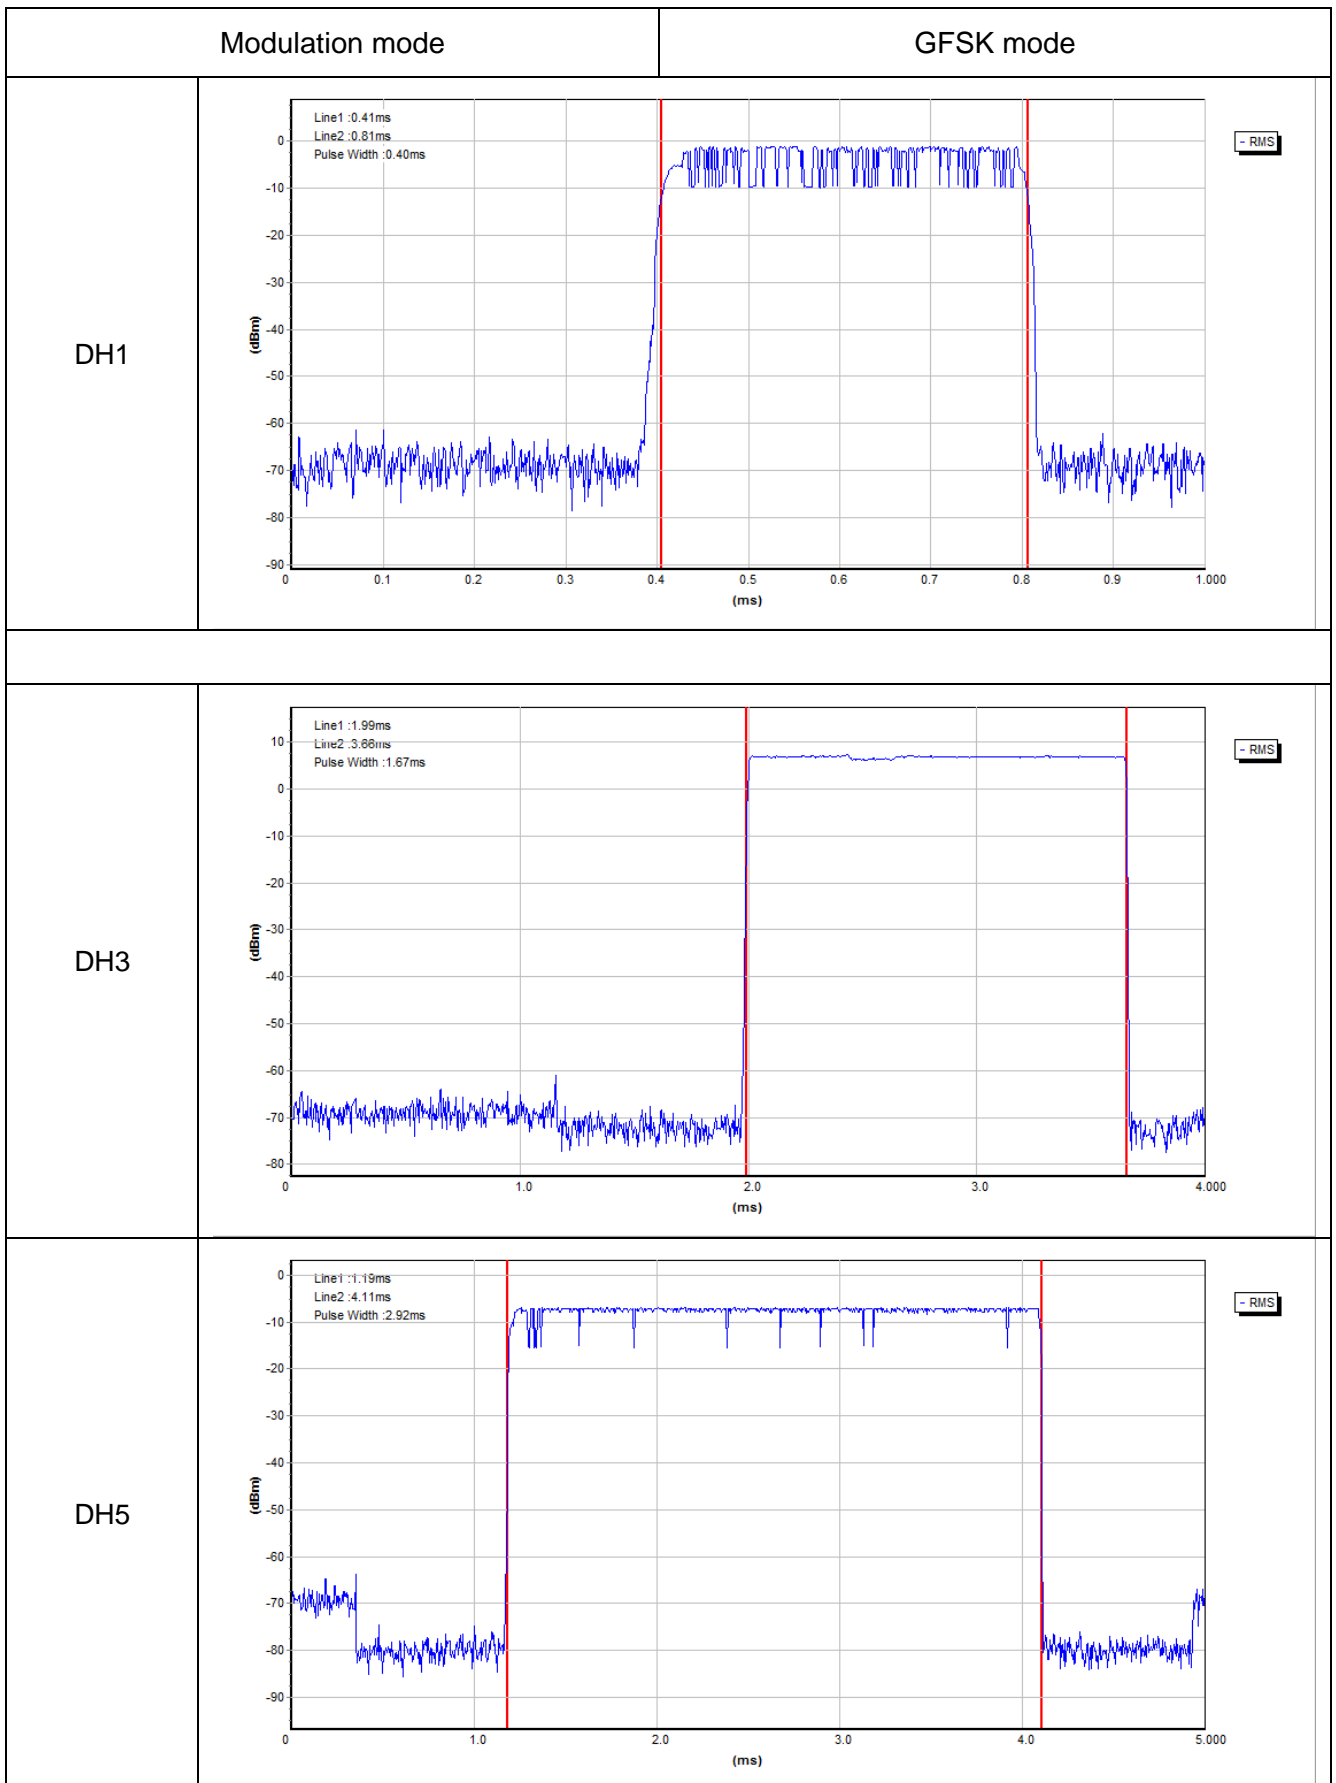 Modulation mode
GFSK mode
DH1
Line1 :0.41ms
Line2 :0.81ms
Pulse Width :0.40ms
- RMS
0
-10
-20
-30
-40
-50
-60
-70
-80
-90
(dBm)
0 0.1 0.2 0.3 0.4 0.5 0.6 0.7 0.8 0.9 1.000
(ms)
DH3
Line1 :1.99ms
Line2 :3.66ms
Pulse Width :1.67ms
- RMS
10
0
-10
-20
-30
-40
-50
-60
-70
-80
(dBm)
0 1.0 2.0 3.0 4.000
(ms)
DH5
Line1 :1.19ms
Line2 :4.11ms
Pulse Width :2.92ms
- RMS
0
-10
-20
-30
-40
-50
-60
-70
-80
-90
(dBm)
0 1.0 2.0 3.0 4.0 5.000
(ms)